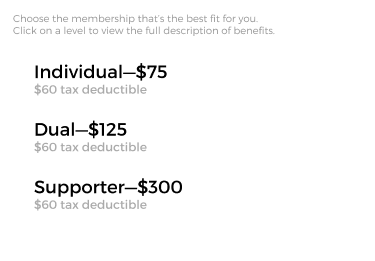 Choose the membership that's the best fit for you.
Click on a level to view the full description of benefits.
Individual—$75
$60 tax deductible
Dual—$125
$60 tax deductible
Supporter—$300
$60 tax deductible